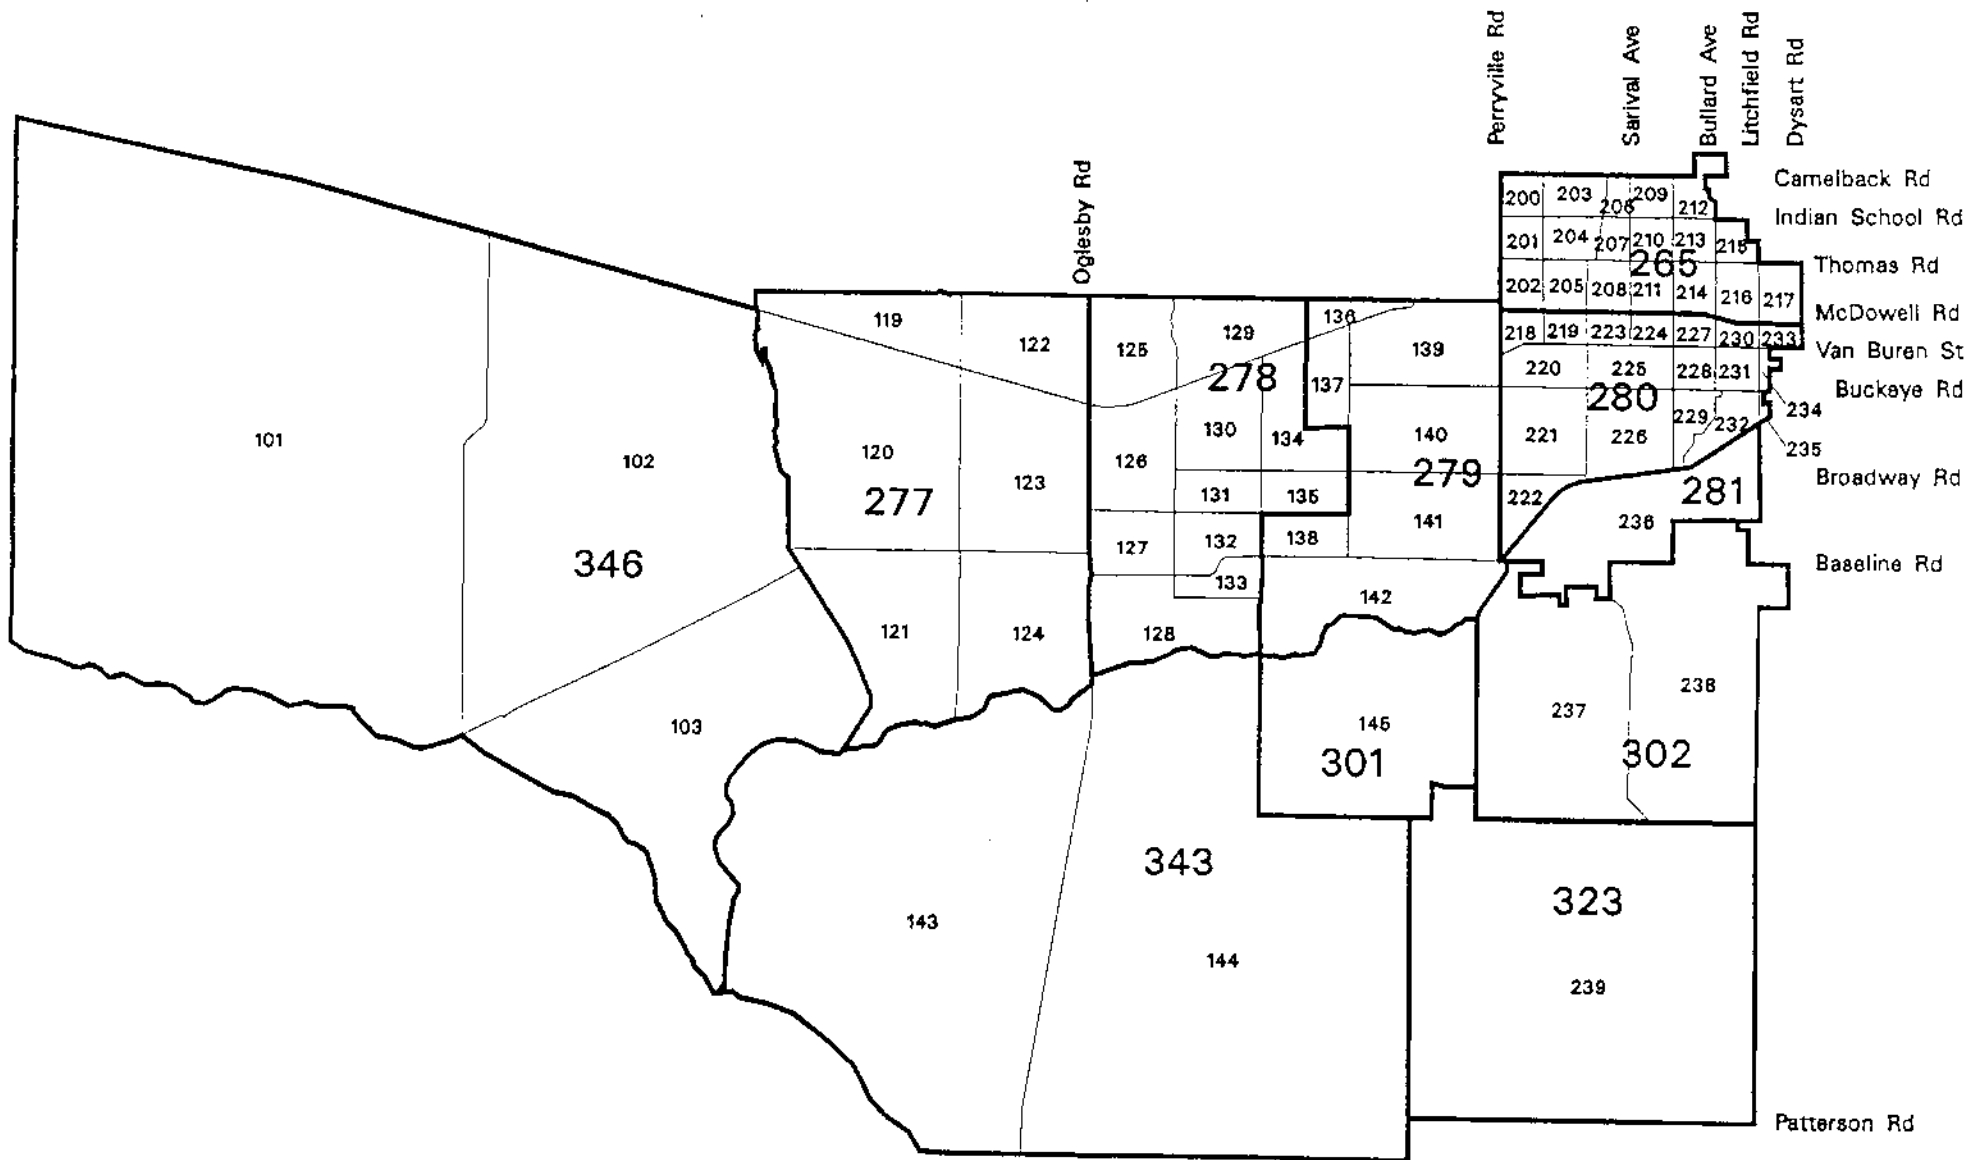 Perryville Rd
Sarival Ave
Bullard Ave
Litchfield Rd
Dysart Rd
Oglesby Rd
Camelback Rd
200 203 206 209 212
Indian School Rd
201 204 207 210 213 215
265
Thomas Rd
202 205 208 211 214 216 217
McDowell Rd
119 122 125 129 136 139
218 219 223 224 227 230 233
Van Buren St
278 137
220 225 228 231
280
Buckeye Rd
234
101 102 120 123 126 130 134 140
221 226 229 232
235
277 279
Broadway Rd
131 135 222 281
127 132 138 141 236
346
Baseline Rd
133 142
121 124 128
103 145 237 238
301 302
343 323
143 144 239
Patterson Rd